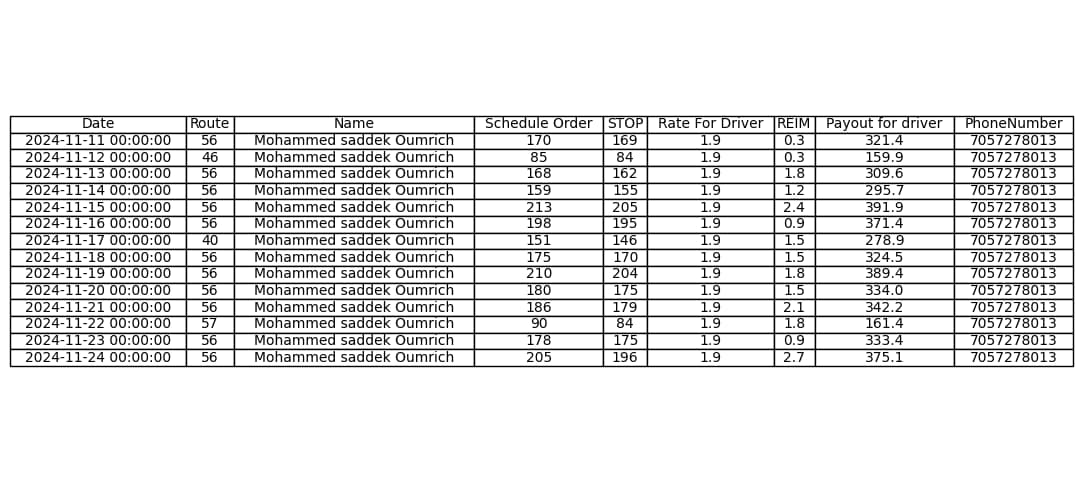 Date Route Name Schedule Order STOP Rate For Driver REIM Payout for driver PhoneNumber
2024-11-11 00:00:00 56 Mohammed saddek Oumrich 170 169 1.9 0.3 321.4 7057278013
2024-11-12 00:00:00 46 Mohammed saddek Oumrich 85 84 1.9 0.3 159.9 7057278013
2024-11-13 00:00:00 56 Mohammed saddek Oumrich 168 162 1.9 1.8 309.6 7057278013
2024-11-14 00:00:00 56 Mohammed saddek Oumrich 159 155 1.9 1.2 295.7 7057278013
2024-11-15 00:00:00 56 Mohammed saddek Oumrich 213 205 1.9 2.4 391.9 7057278013
2024-11-16 00:00:00 56 Mohammed saddek Oumrich 198 195 1.9 0.9 371.4 7057278013
2024-11-17 00:00:00 40 Mohammed saddek Oumrich 151 146 1.9 1.5 278.9 7057278013
2024-11-18 00:00:00 56 Mohammed saddek Oumrich 175 170 1.9 1.5 324.5 7057278013
2024-11-19 00:00:00 56 Mohammed saddek Oumrich 210 204 1.9 1.8 389.4 7057278013
2024-11-20 00:00:00 56 Mohammed saddek Oumrich 180 175 1.9 1.5 334.0 7057278013
2024-11-21 00:00:00 56 Mohammed saddek Oumrich 186 179 1.9 2.1 342.2 7057278013
2024-11-22 00:00:00 57 Mohammed saddek Oumrich 90 84 1.9 1.8 161.4 7057278013
2024-11-23 00:00:00 56 Mohammed saddek Oumrich 178 175 1.9 0.9 333.4 7057278013
2024-11-24 00:00:00 56 Mohammed saddek Oumrich 205 196 1.9 2.7 375.1 7057278013